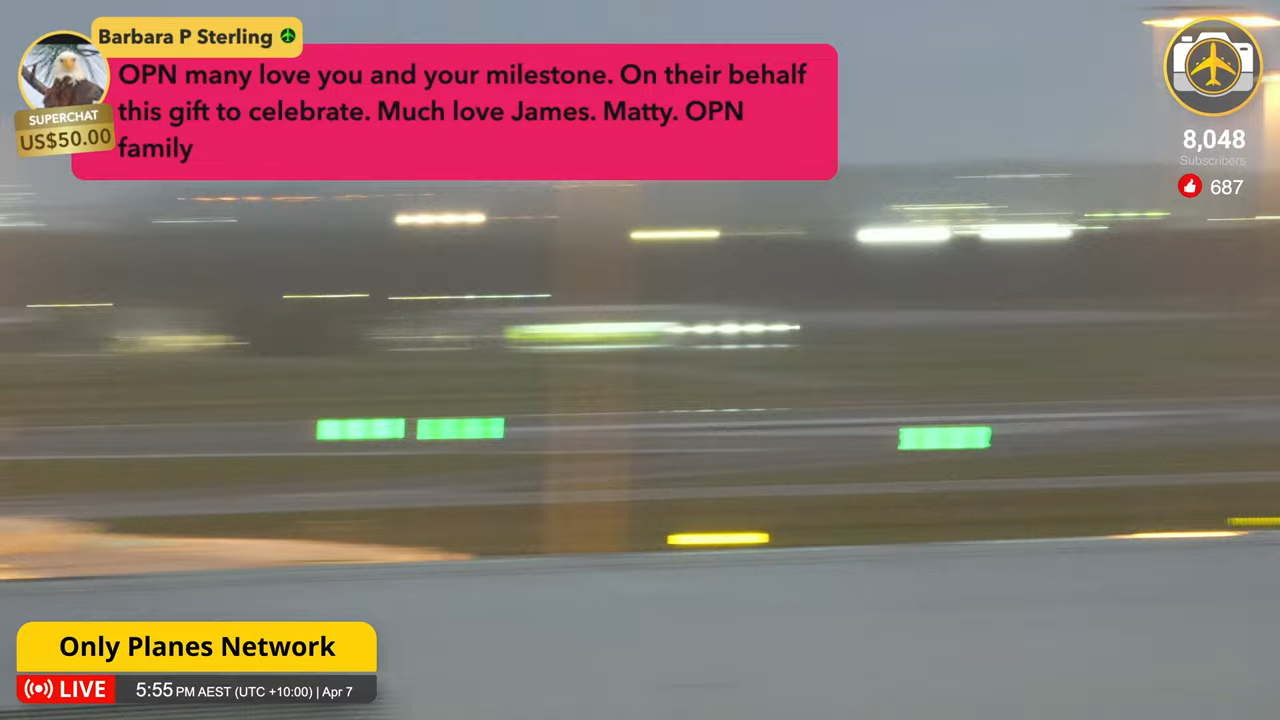 Barbara P Sterling
OPN many love you and your milestone. On their behalf
this gift to celebrate. Much love James. Matty. OPN
family
SUPERCHAT
US$50.00
8,048
Subscribers
687
Only Planes Network
LIVE
5:55 PM AEST (UTC +10:00) | Apr 7